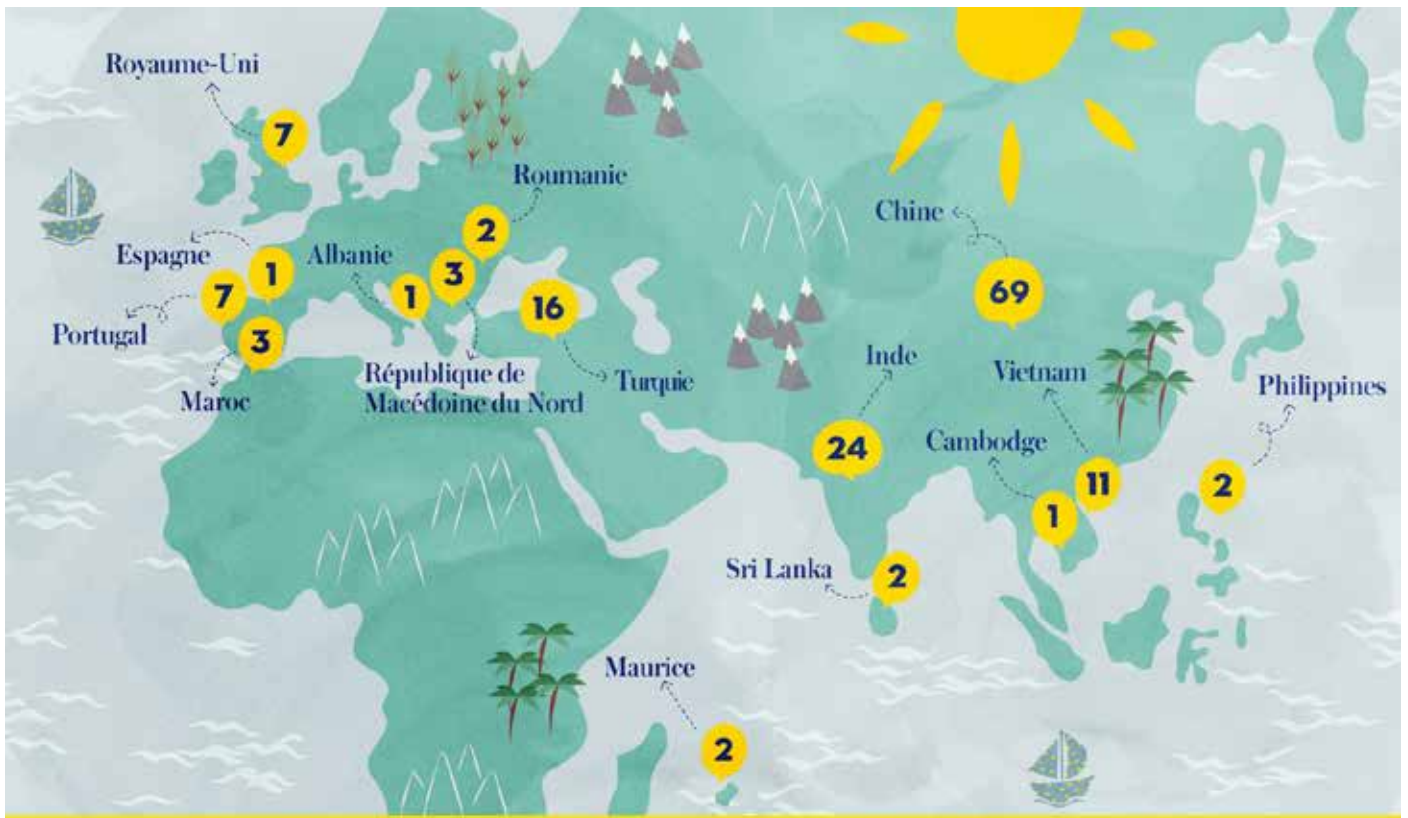 Royaume-Uni
7
Roumanie
2
Chine
69
Espagne
1
Albanie
1
3
République de
Macédoine du Nord
7
Portugal
3
Maroc
16
Turquie
Inde
24
Vietnam
11
Cambodge
1
Philippines
2
Sri Lanka
2
Maurice
2